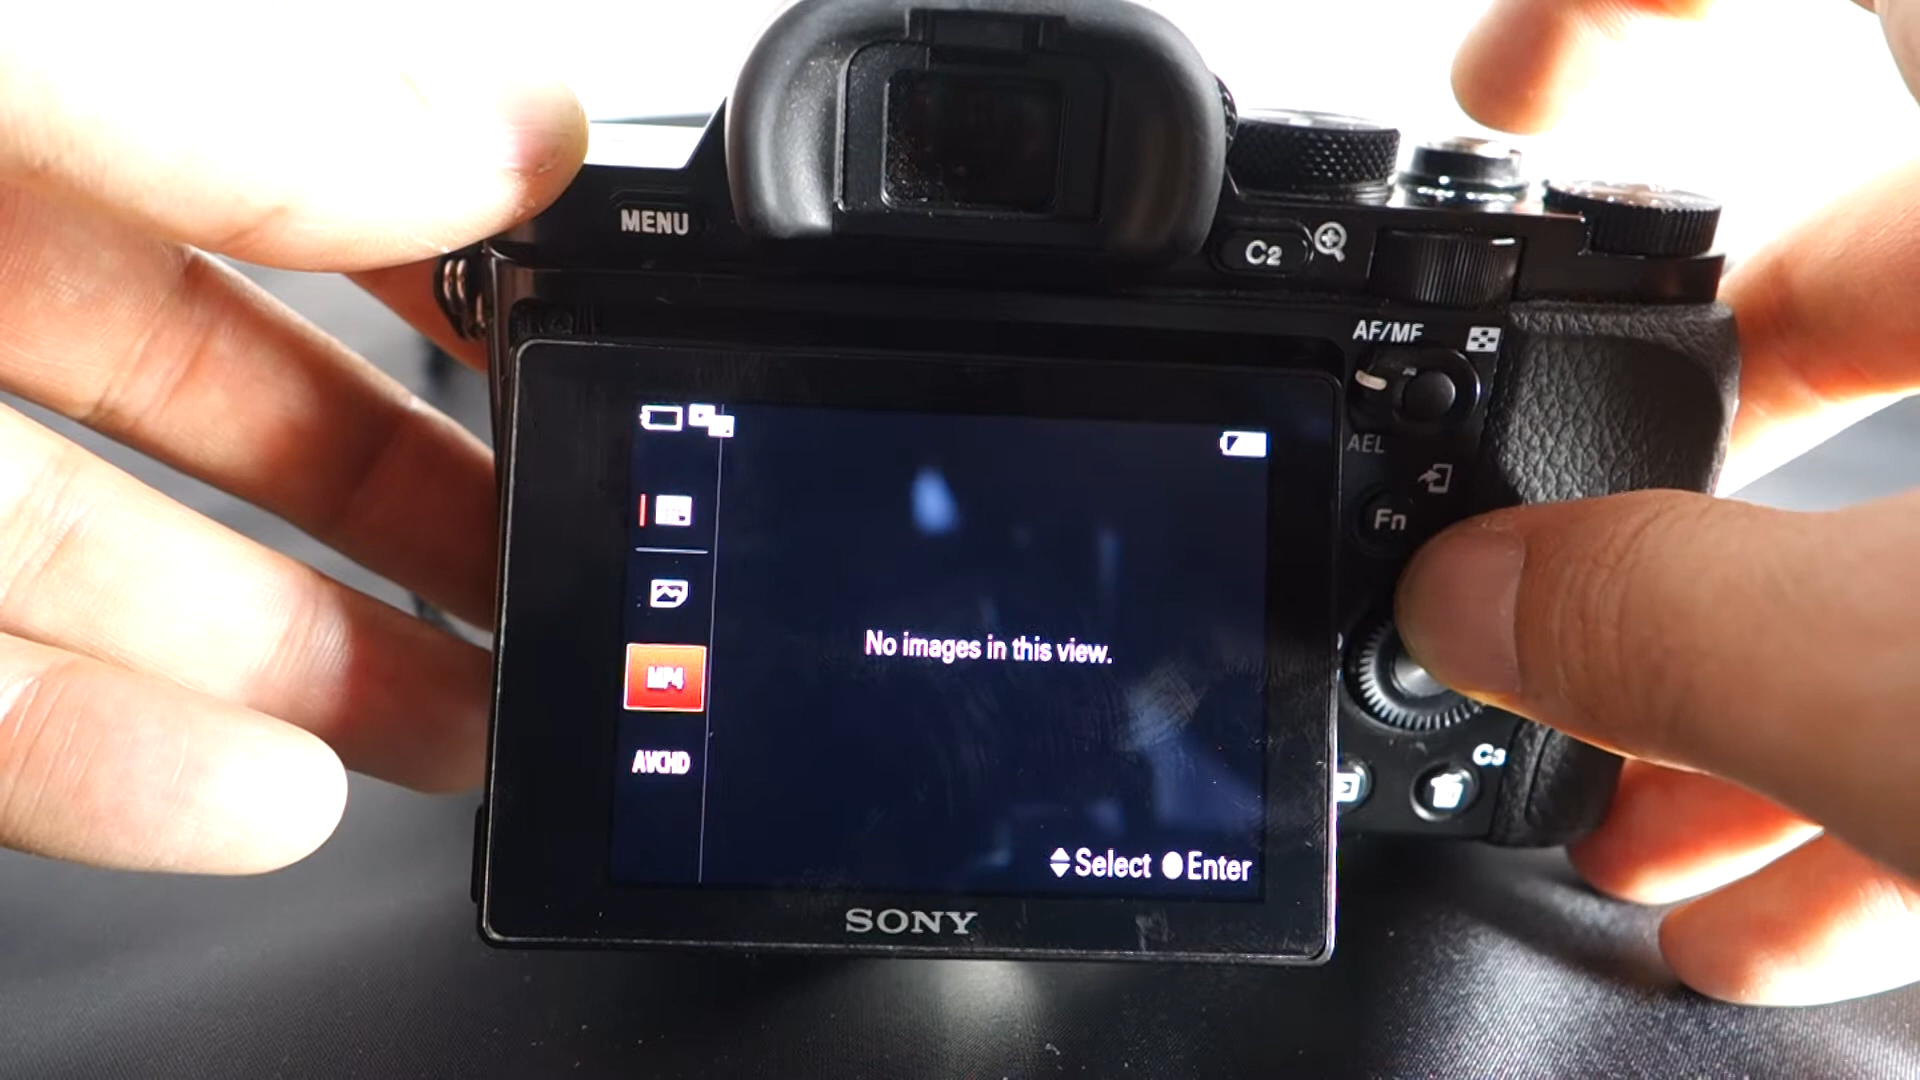 MENU
C2
AF/MF
AEL
Fn
MP4
No images in this view.
AVCHD
C3
Select Enter
SONY